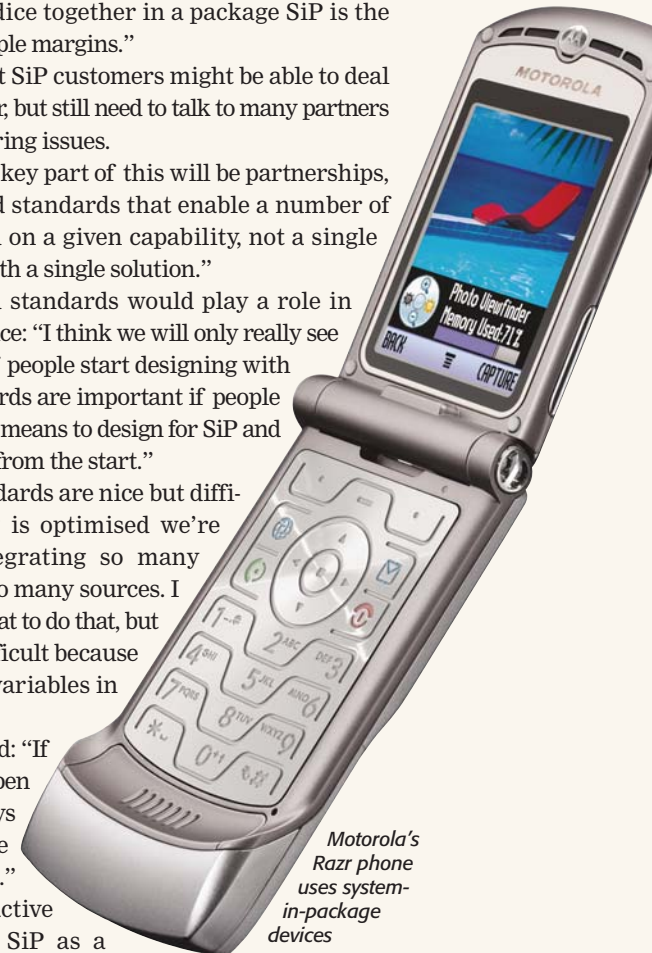 dice together in a package SiP is the
ple margins.”
t SiP customers might be able to deal
r, but still need to talk to many partners
ring issues.
key part of this will be partnerships,
d standards that enable a number of
on a given capability, not a single
th a single solution.”
standards would play a role in
ce: “I think we will only really see
people start designing with
rds are important if people
means to design for SiP and
from the start.”
dards are nice but diffi-
is optimised we’re
egrating so many
o many sources. I
at to do that, but
ficult because
variables in
d: “If
pen
ys
e
.”
active
SiP as a
MOTOROLA
Photo Viewfinder
Memory Used:71%
BACK
CAPTURE
1
2ABC
DEF3
4GHI
5JKL
MNO6
7PQRS
8TUV
WXYZ9
*
0+
#
Motorola’s
Razr phone
uses system-
in-package
devices